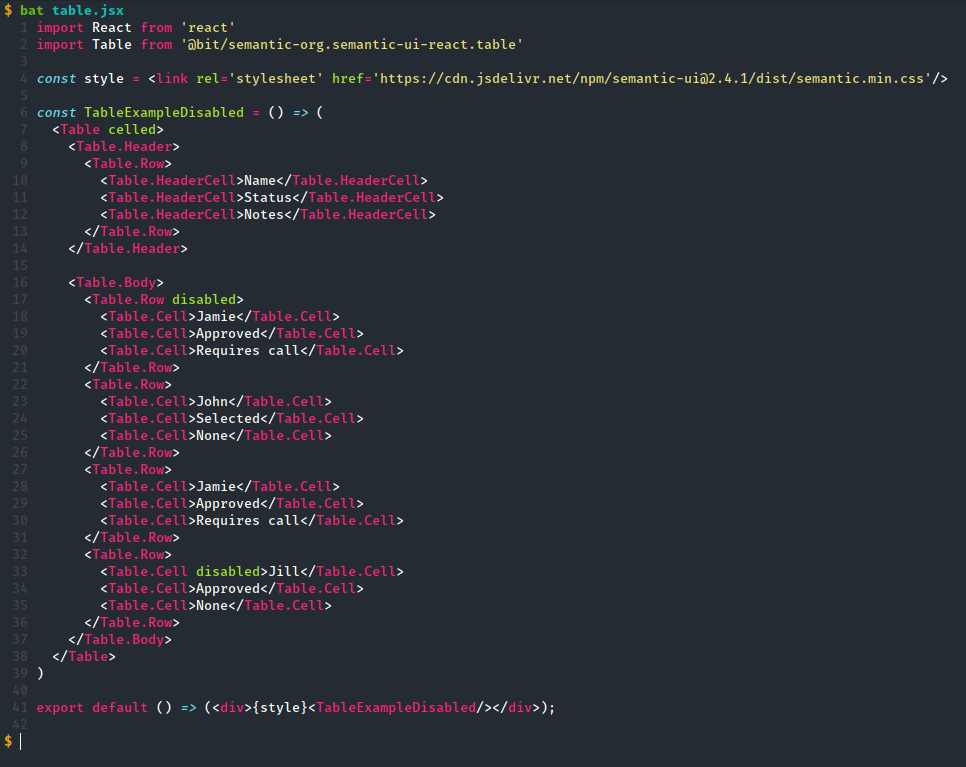 $ bat table.jsx
1 import React from 'react'
2 import Table from '@bit/semantic-org.semantic-ui-react.table'
3
4 const style = <link rel='stylesheet' href='https://cdn.jsdelivr.net/npm/semantic-ui@2.4.1/dist/semantic.min.css'/>
5
6 const TableExampleDisabled = () => (
7   <Table celled>
8     <Table.Header>
9       <Table.Row>
10         <Table.HeaderCell>Name</Table.HeaderCell>
11         <Table.HeaderCell>Status</Table.HeaderCell>
12         <Table.HeaderCell>Notes</Table.HeaderCell>
13       </Table.Row>
14     </Table.Header>
15
16     <Table.Body>
17       <Table.Row disabled>
18         <Table.Cell>Jamie</Table.Cell>
19         <Table.Cell>Approved</Table.Cell>
20         <Table.Cell>Requires call</Table.Cell>
21       </Table.Row>
22       <Table.Row>
23         <Table.Cell>John</Table.Cell>
24         <Table.Cell>Selected</Table.Cell>
25         <Table.Cell>None</Table.Cell>
26       </Table.Row>
27       <Table.Row>
28         <Table.Cell>Jamie</Table.Cell>
29         <Table.Cell>Approved</Table.Cell>
30         <Table.Cell>Requires call</Table.Cell>
31       </Table.Row>
32       <Table.Row>
33         <Table.Cell disabled>Jill</Table.Cell>
34         <Table.Cell>Approved</Table.Cell>
35         <Table.Cell>None</Table.Cell>
36       </Table.Row>
37     </Table.Body>
38   </Table>
39 )
40
41 export default () => (<div>{style}<TableExampleDisabled/></div>);
42
$